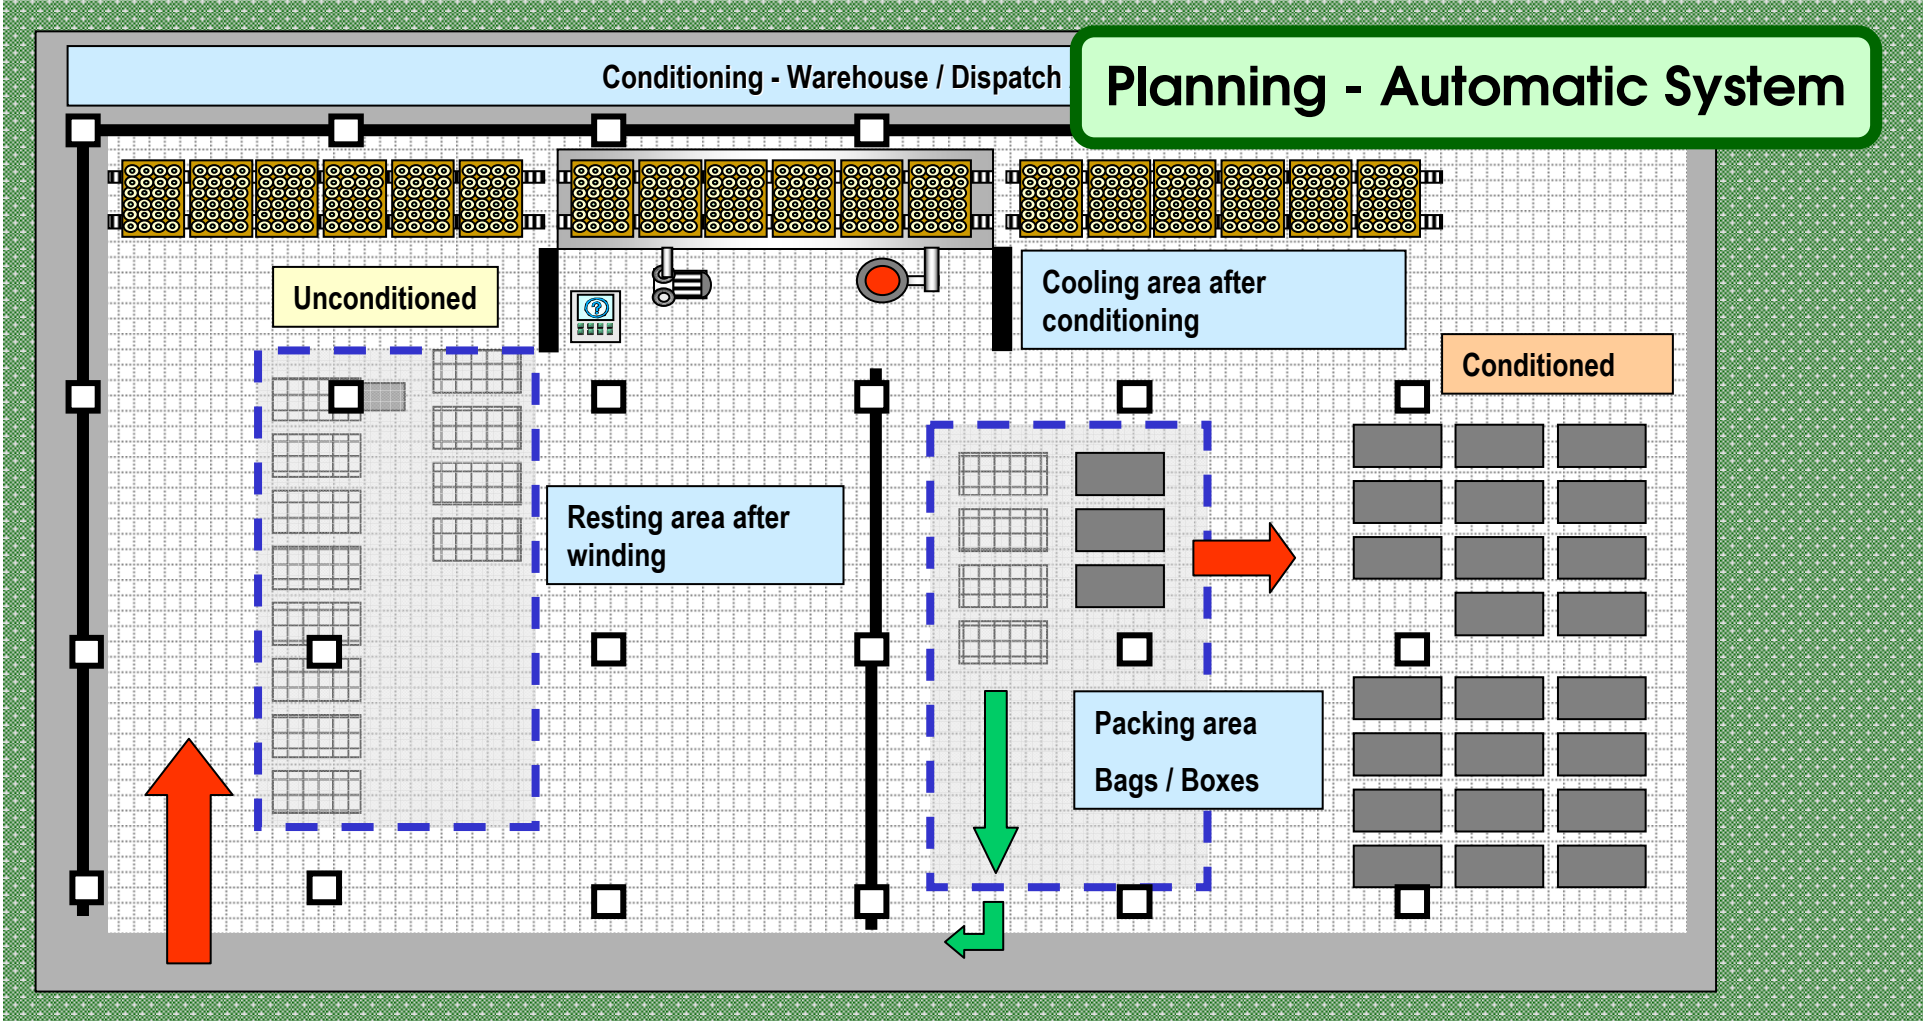 Conditioning - Warehouse / Dispatch
Planning - Automatic System
Unconditioned
?
Cooling area after
conditioning
Conditioned
Resting area after
winding
Packing area
Bags / Boxes